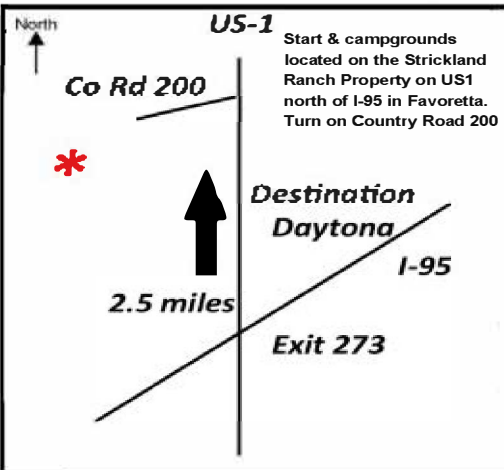 North
US-1
Start & campgrounds
located on the Strickland
Ranch Property on US1
north of I-95 in Favoretta.
Turn on Country Road 200
Co Rd 200
Destination
Daytona
I-95
2.5 miles
Exit 273